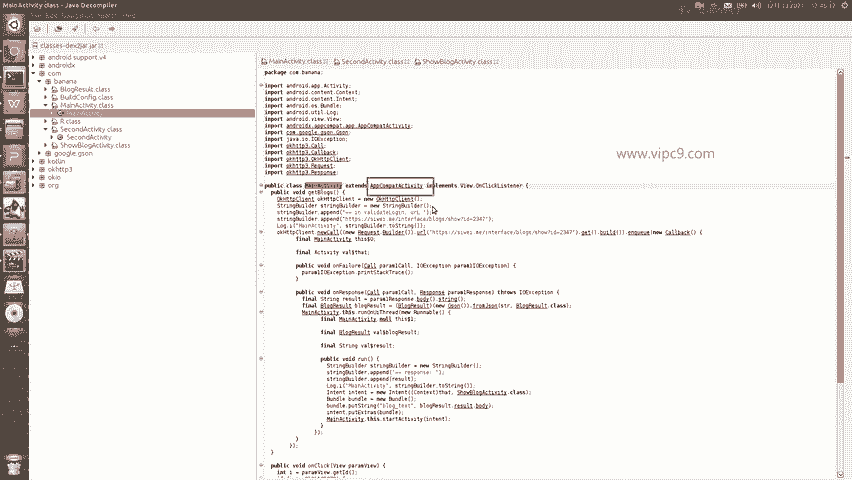 MainActivity.class - Java Decompiler
classes-dex2jar.jar
android.support.v4
androidx
com
banana
BlogResult.class
BuildConfig.class
MainActivity.class
R.class
SecondActivity.class
SecondActivity
ShowBlogActivity.class
google.gson
kotlin
okhttp3
okio
org
MainActivity.class
SecondActivity.class
ShowBlogActivity.class
package com.banana;
import android.app.Activity;
import android.content.Context;
import android.content.Intent;
import android.os.Bundle;
import android.util.Log;
import android.view.View;
import androidx.appcompat.app.AppCompatActivity;
import com.google.gson.Gson;
import java.io.IOException;
import okhttp3.Call;
import okhttp3.Callback;
import okhttp3.OkHttpClient;
import okhttp3.Request;
import okhttp3.Response;
www.vipc9.com
public class MainActivity extends AppCompatActivity implements View.OnClickListener {
public void getBlogs() {
OkHttpClient okHttpClient = new OkHttpClient();
StringBuilder stringBuilder = new StringBuilder();
stringBuilder.append("== in validateLogin, url ");
stringBuilder.append("https://siwei.me/interface/blogs/show?id=2347");
Log.i("MainActivity", stringBuilder.toString());
okHttpClient.newCall((new Request.Builder()).url("https://siwei.me/interface/blogs/show?id=2347").get().build()).enqueue(new Callback() {
final MainActivity this$0;
final Activity val$that;
public void onFailure(Call param1Call, IOException param1IOException) {
param1IOException.printStackTrace();
}
public void onResponse(Call param1Call, Response param1Response) throws IOException {
final String result = param1Response.body().string();
final BlogResult blogResult = (BlogResult)(new Gson()).fromJson(str, BlogResult.class);
MainActivity.this.runOnUiThread(new Runnable() {
final MainActivity null this$1;
final BlogResult val$blogResult;
final String val$result;
public void run() {
StringBuilder stringBuilder = new StringBuilder();
stringBuilder.append("== response: ");
stringBuilder.append(result);
Log.i("MainActivity", stringBuilder.toString());
Intent intent = new Intent((Context)that, ShowBlogActivity.class);
Bundle bundle = new Bundle();
bundle.putString("blog_text", blogResult.result.body);
intent.putExtras(bundle);
MainActivity.this.startActivity(intent);
}
});
}
});
}
public void onClick(View paramView) {
int i = paramView.getId();